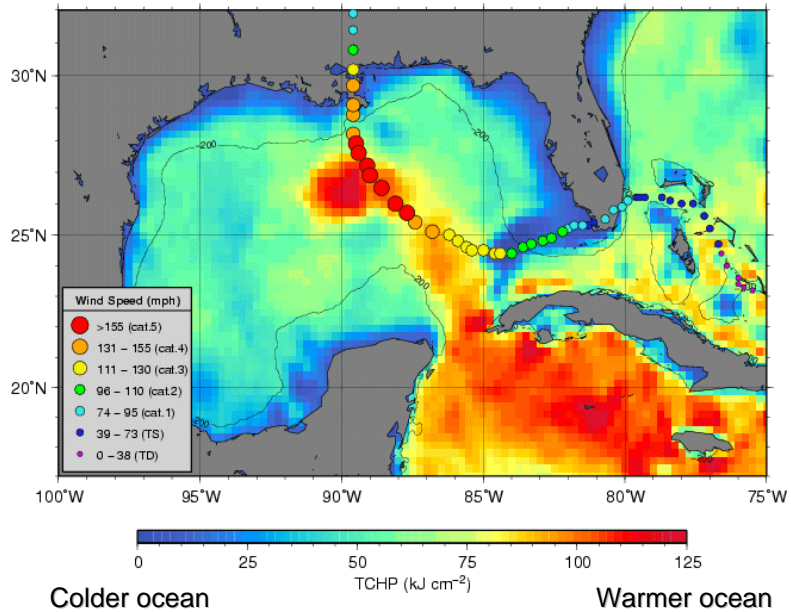 30°N
25°N
20°N
200
200
200
200
Wind Speed (mph)
>155 (cat.5)
131 – 155 (cat.4)
111 – 130 (cat.3)
96 – 110 (cat.2)
74 – 95 (cat.1)
39 – 73 (TS)
0 – 38 (TD)
100°W 95°W 90°W 85°W 80°W 75°W
0 25 50 75 100 125
TCHP (kJ cm⁻²)
Colder ocean Warmer ocean